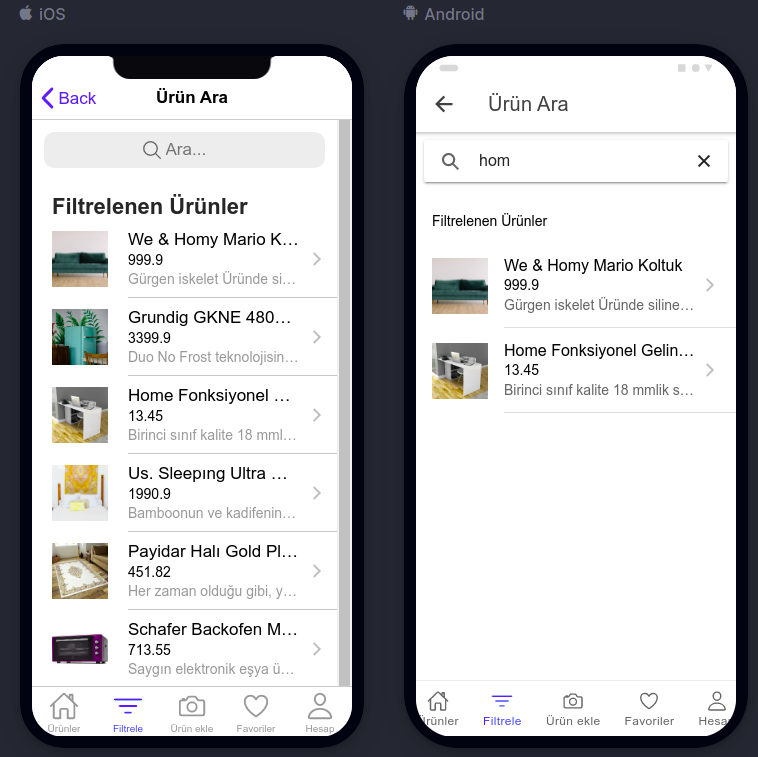 iOS
Back
Ürün Ara
Ara...
Filtrelenen Ürünler
We & Homy Mario K...
999.9
Gürgen iskelet Üründe si...
Grundig GKNE 480...
3399.9
Duo No Frost teknolojisin...
Home Fonksiyonel ...
13.45
Birinci sınıf kalite 18 mml...
Us. Sleepıng Ultra ...
1990.9
Bamboonun ve kadifenin...
Payidar Halı Gold Pl...
451.82
Her zaman olduğu gibi, y...
Schafer Backofen M...
713.55
Saygın elektronik eşya ü...
Ürünler Filtrele Ürün ekle Favoriler Hesap
Android
Ürün Ara
hom
Filtrelenen Ürünler
We & Homy Mario Koltuk
999.9
Gürgen iskelet Üründe siline...
Home Fonksiyonel Gelin...
13.45
Birinci sınıf kalite 18 mmlik s...
Ürünler Filtrele Ürün ekle Favoriler Hesap